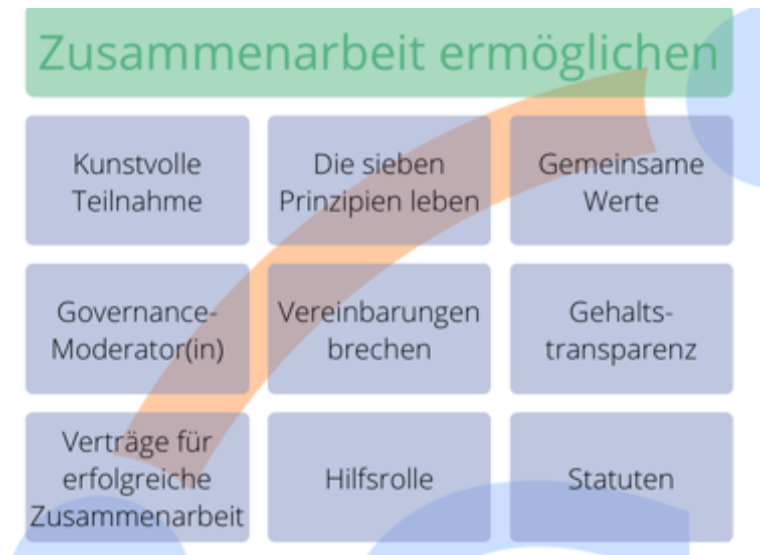 Zusammenarbeit ermöglichen
Kunstvolle
Teilnahme
Die sieben
Prinzipien leben
Gemeinsame
Werte
Governance-
Moderator(in)
Vereinbarungen
brechen
Gehalts-
transparenz
Verträge für
erfolgreiche
Zusammenarbeit
Hilfsrolle
Statuten